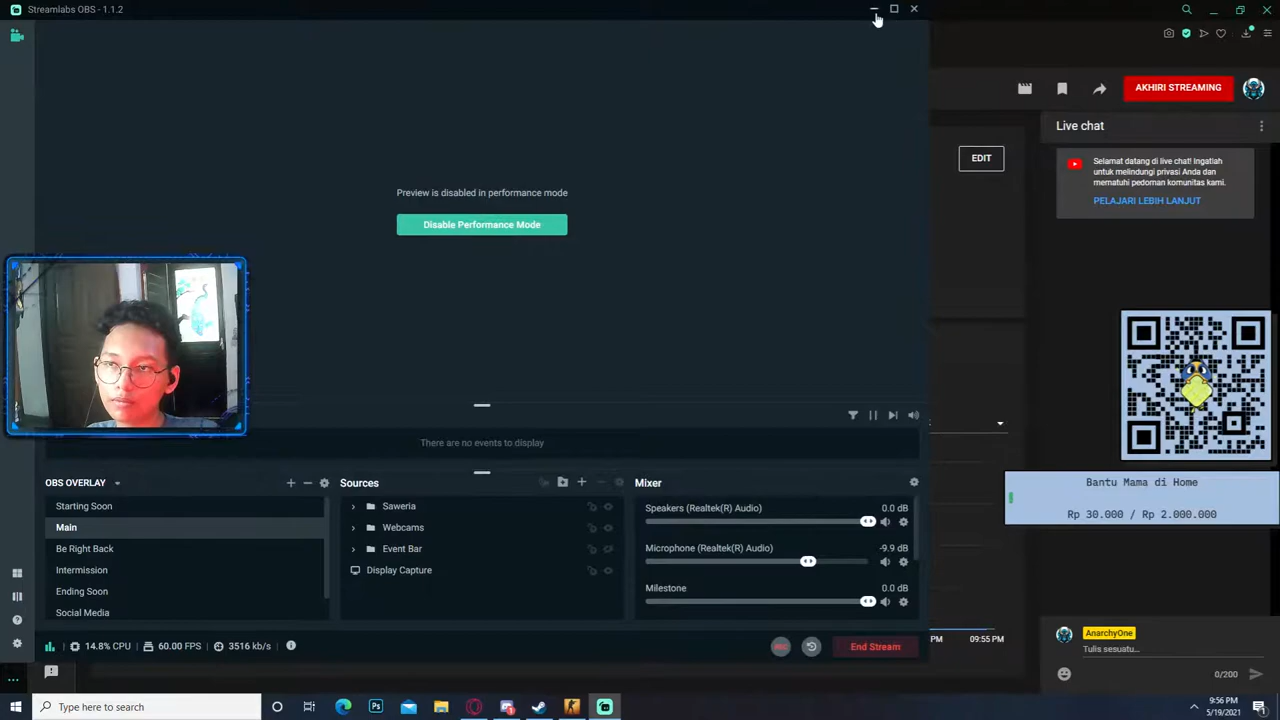 Streamlabs OBS - 1.1.2
AKHIRI STREAMING
Live chat
EDIT
Selamat datang di live chat! Ingatlah
untuk melindungi privasi Anda dan
mematuhi pedoman komunitas kami.
PELAJARI LEBIH LANJUT
Preview is disabled in performance mode
Disable Performance Mode
There are no events to display
OBS OVERLAY
Starting Soon
Main
Be Right Back
Intermission
Ending Soon
Social Media
Sources
Saweria
Webcams
Event Bar
Display Capture
Mixer
Speakers (Realtek(R) Audio) 0.0 dB
Microphone (Realtek(R) Audio) -9.9 dB
Milestone 0.0 dB
Bantu Mama di Home
Rp 30.000 / Rp 2.000.000
14.8% CPU 60.00 FPS 3516 kb/s
REC
End Stream
PM 09:55 PM
AnarchyOne
Tulis sesuatu...
0/200
Type here to search
9:56 PM
5/19/2021